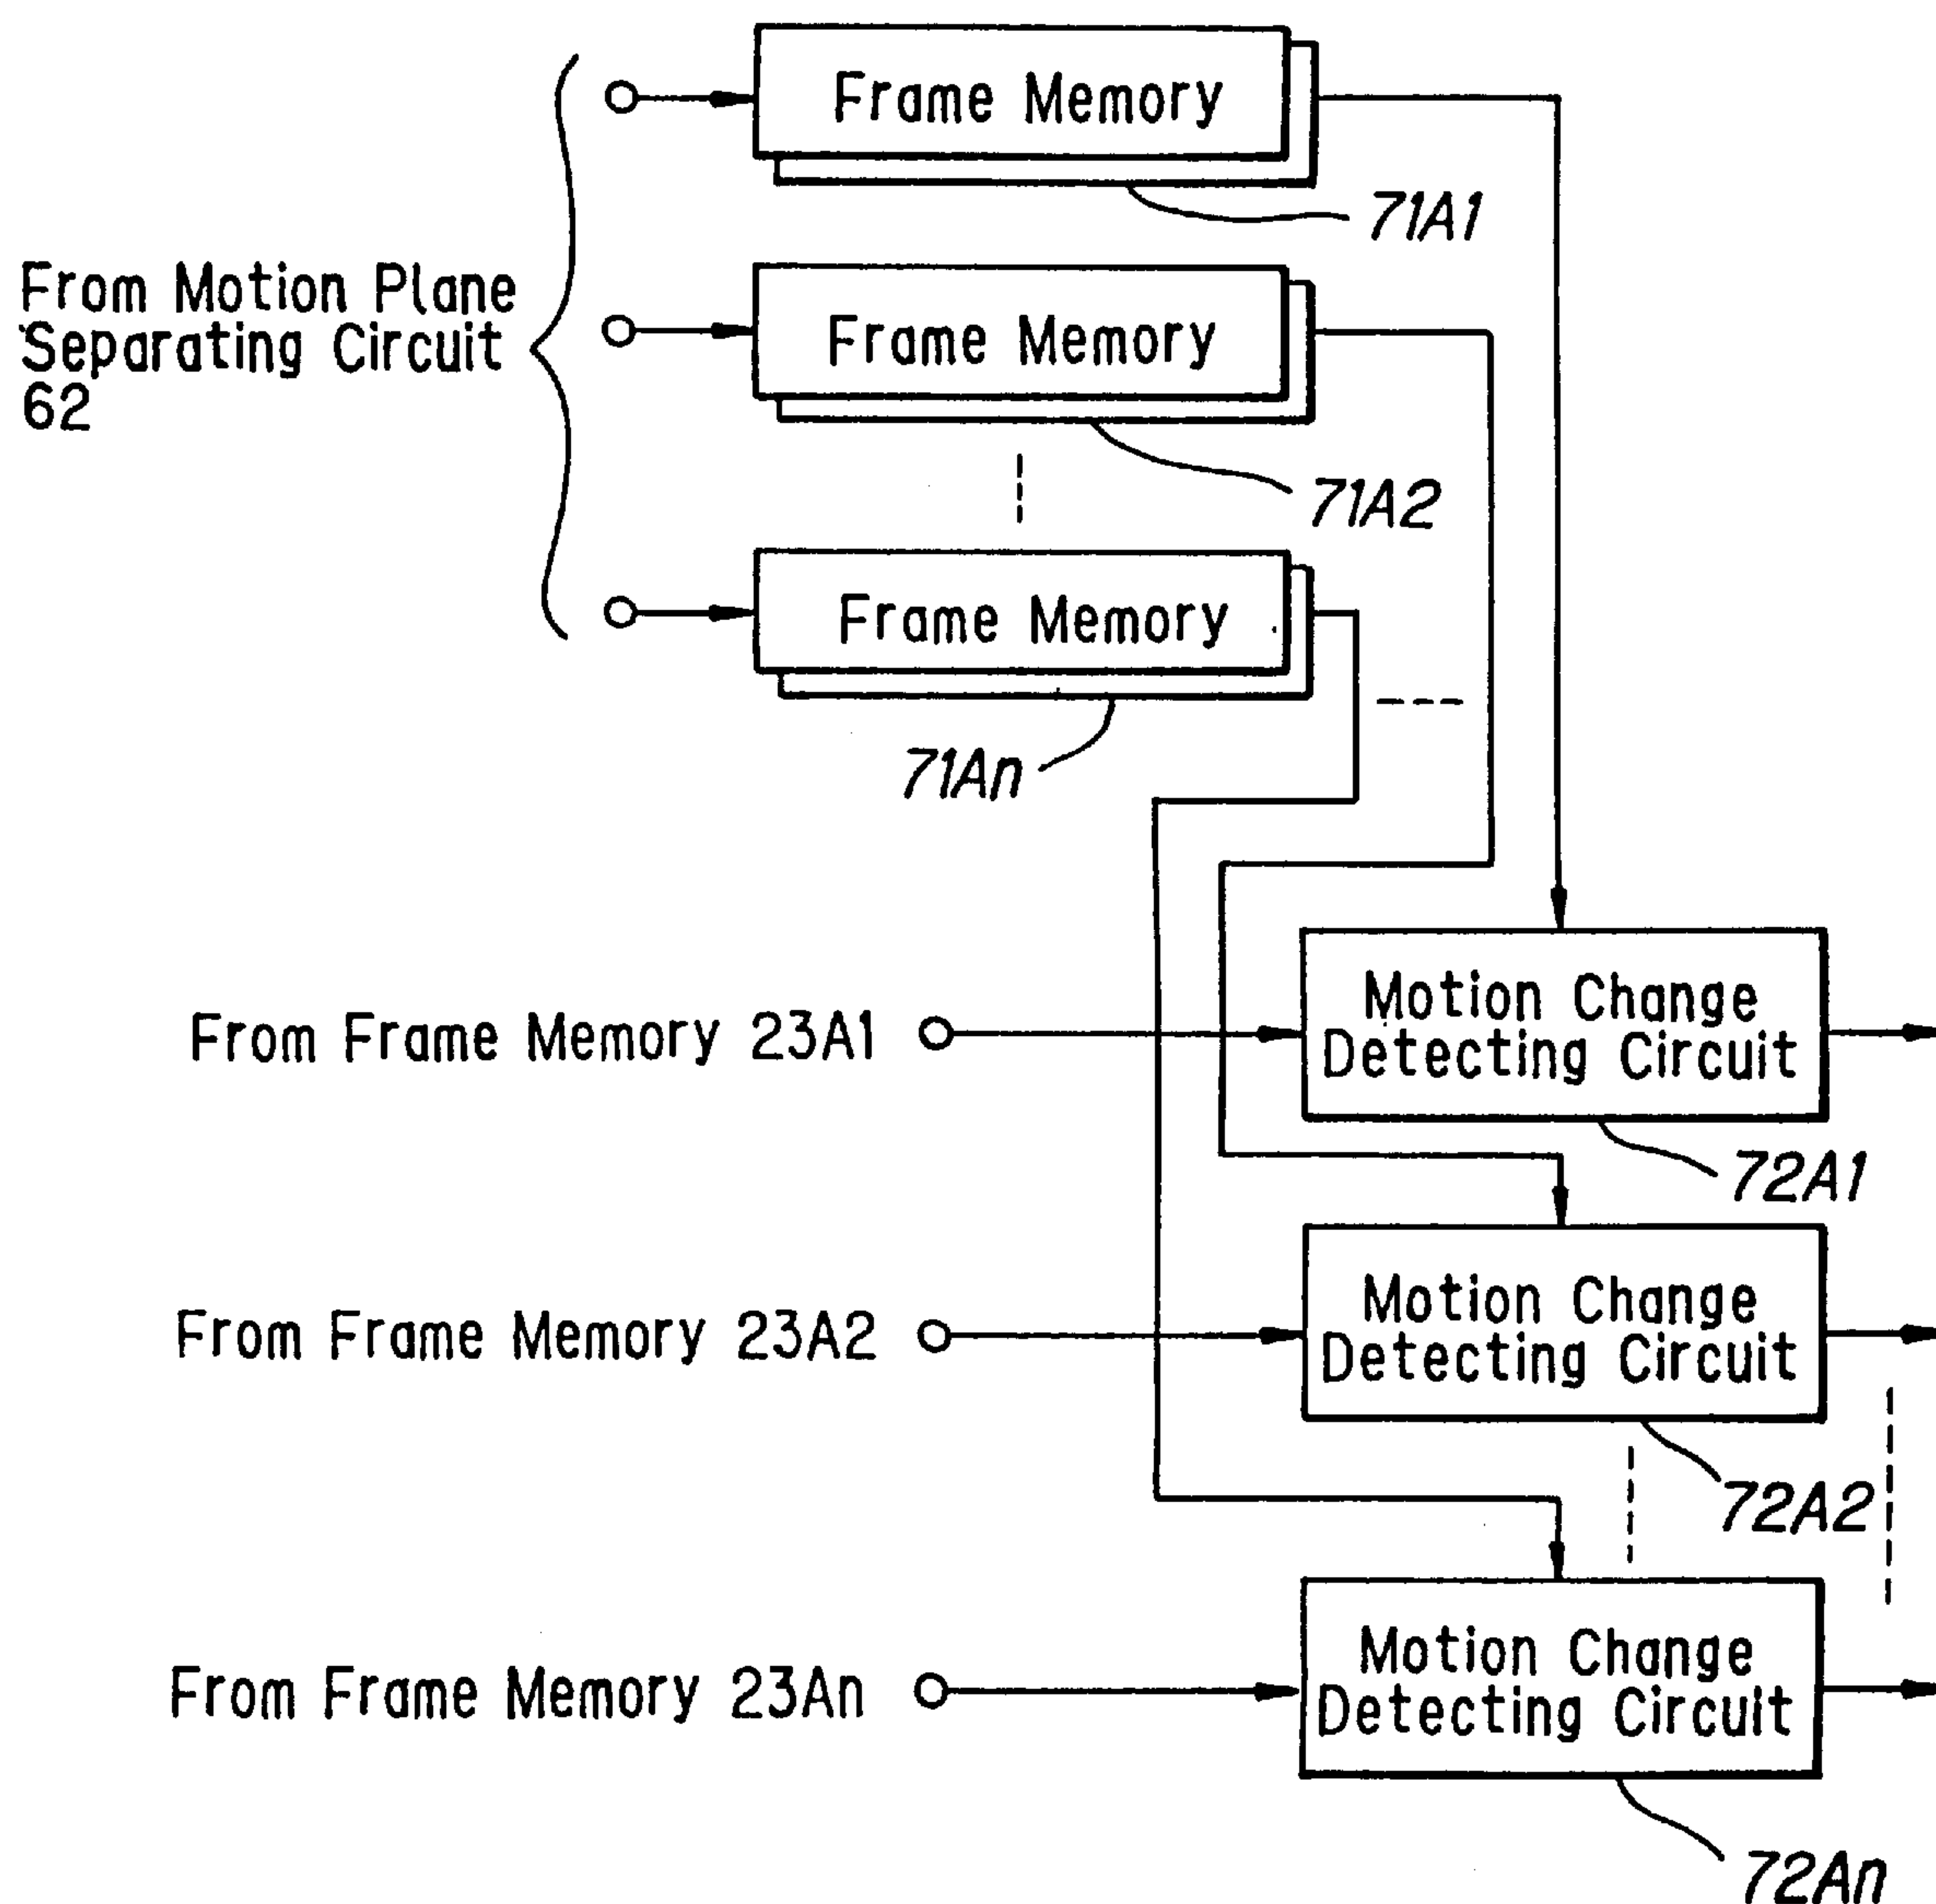 Frame Memory
71A1
From Motion Plane
Separating Circuit
62
Frame Memory
71A2
Frame Memory
71An
Motion Change
Detecting Circuit
From Frame Memory 23A1
72A1
Motion Change
Detecting Circuit
From Frame Memory 23A2
72A2
Motion Change
Detecting Circuit
From Frame Memory 23An
72An